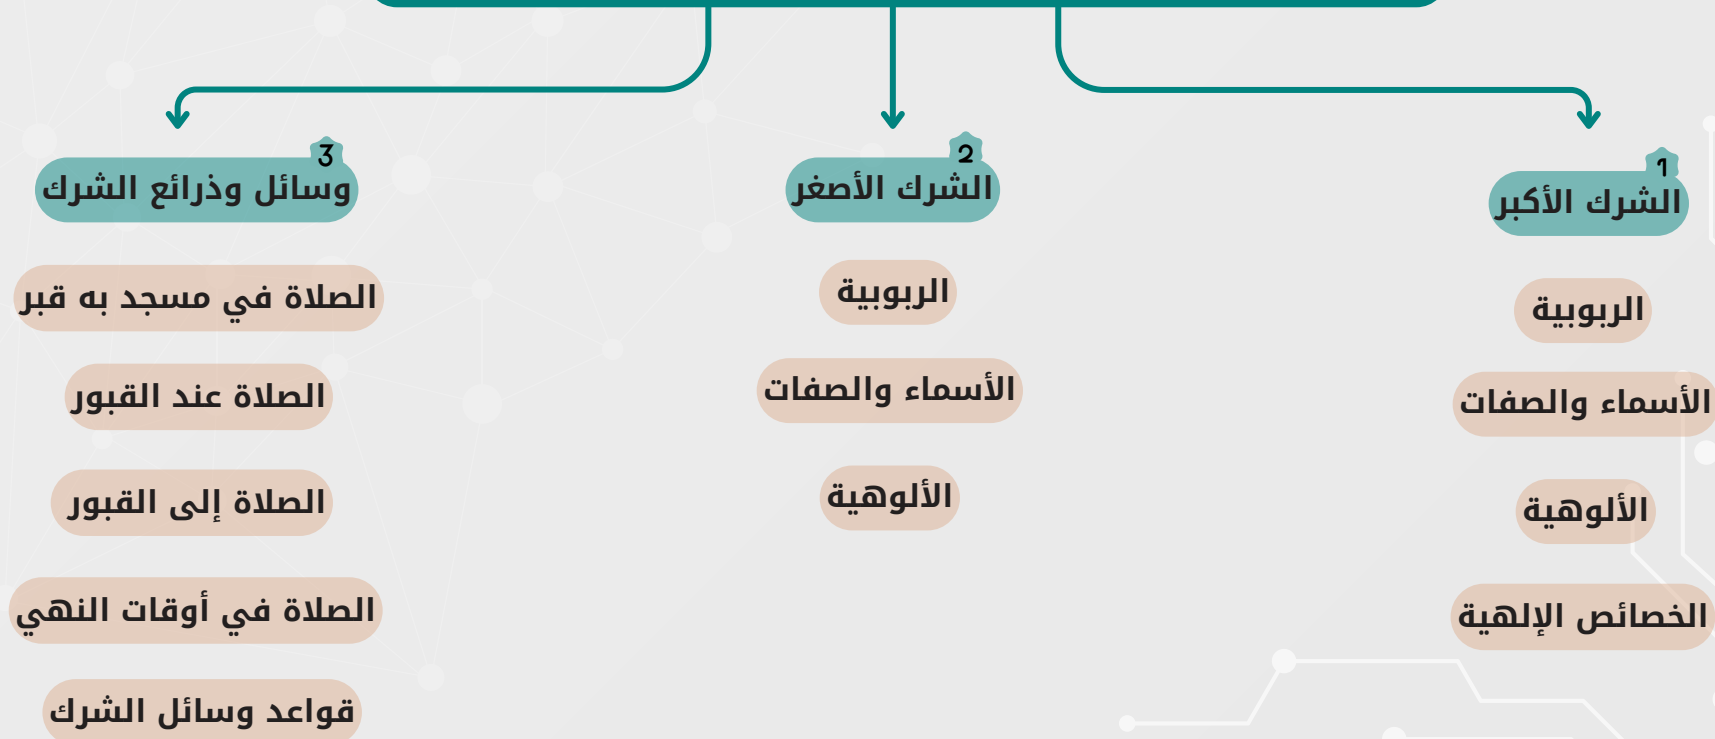 1
الشرك الأكبر
الربوبية
الأسماء والصفات
الألوهية
الخصائص الإلهية
2
الشرك الأصغر
الربوبية
الأسماء والصفات
الألوهية
3
وسائل وذرائع الشرك
الصلاة في مسجد به قبر
الصلاة عند القبور
الصلاة إلى القبور
الصلاة في أوقات النهي
قواعد وسائل الشرك